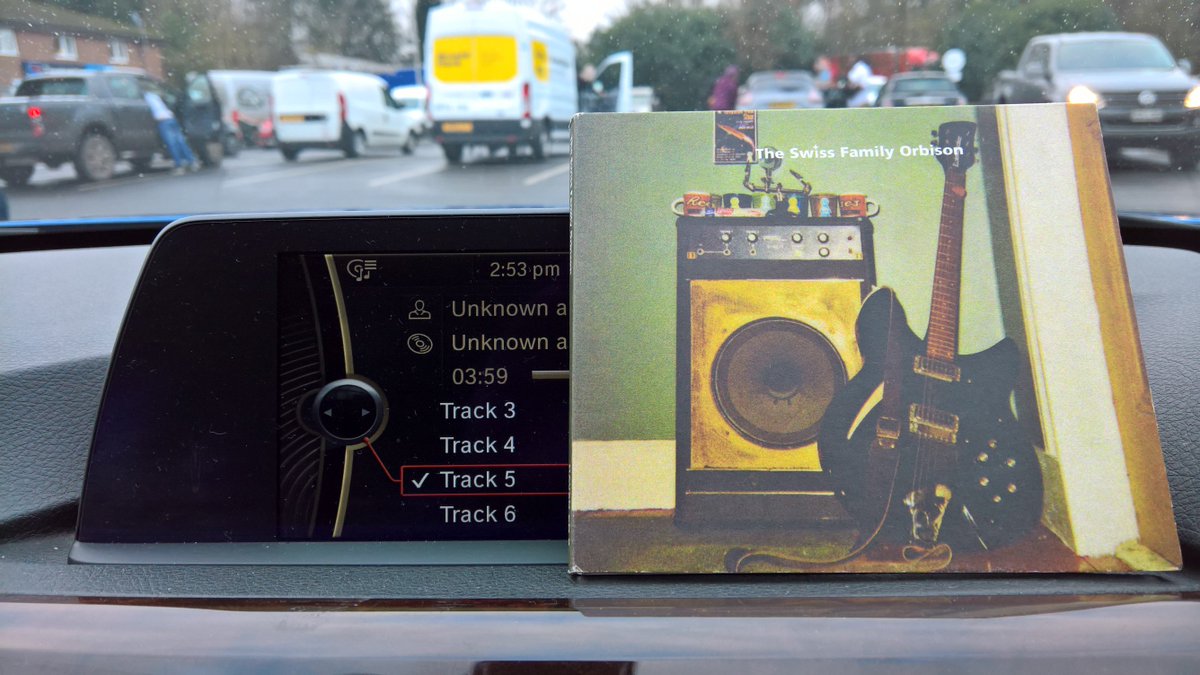 2:53 pm
Unknown a
Unknown a
03:59
Track 3
Track 4
Track 5
Track 6
The Swiss Family Orbison